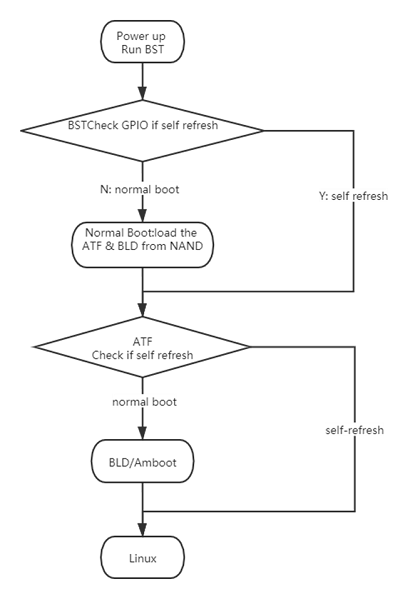 Power up
Run BST
BSTCheck GPIO if self refresh
N: normal boot
Y: self refresh
Normal Boot:load the
ATF & BLD from NAND
ATF
Check if self refresh
normal boot
self-refresh
BLD/Amboot
Linux